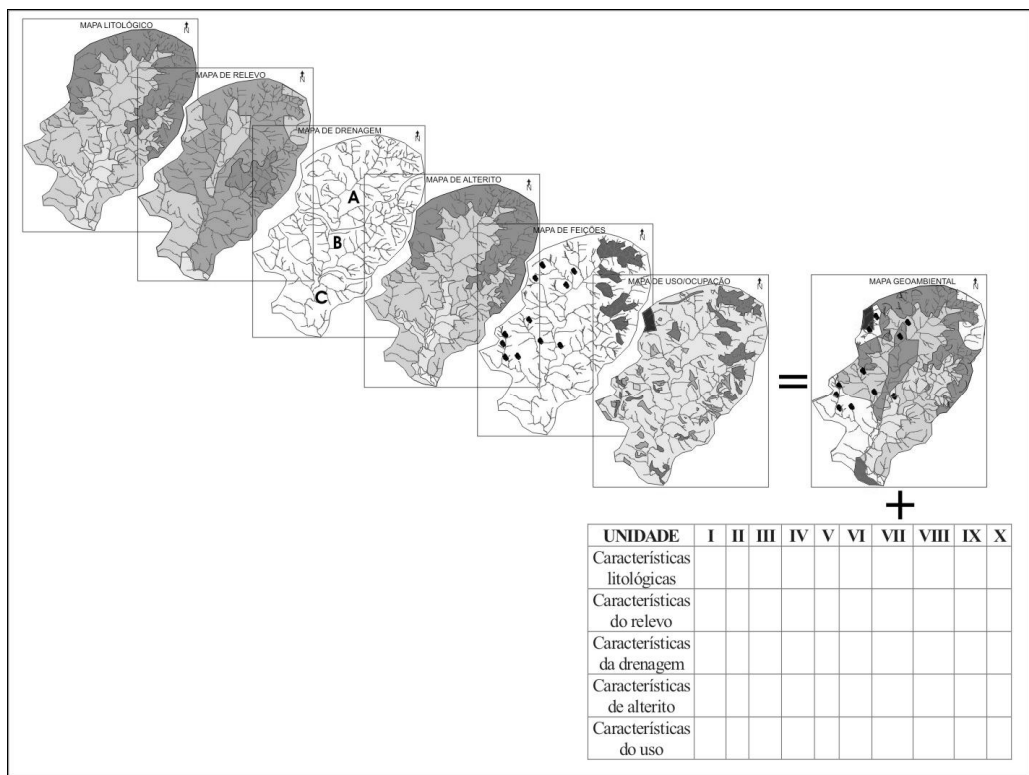 MAPA LITOLÓGICO
N
MAPA DE RELEVO
N
MAPA DE DRENAGEM
N
A
B
C
MAPA DE ALTERITO
N
MAPA DE FEIÇÕES
N
MAPA DE USO/OCUPAÇÃO
N
=
MAPA GEOAMBIENTAL
N
+
UNIDADE I II III IV V VI VII VIII IX X
Características
litológicas
Características
do relevo
Características
da drenagem
Características
de alterito
Características
do uso